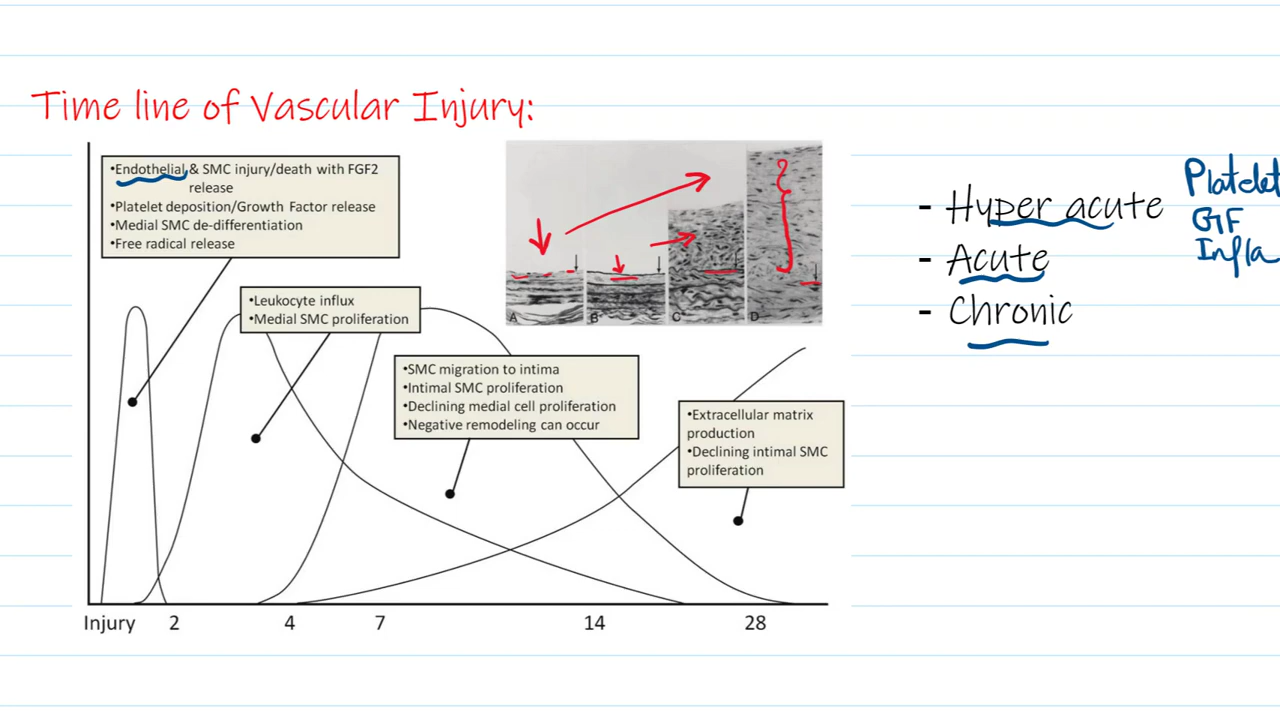 Time line of Vascular Injury:
•Endothelial & SMC injury/death with FGF2
release
•Platelet deposition/Growth Factor release
•Medial SMC de-differentiation
•Free radical release
•Leukocyte influx
•Medial SMC proliferation
•SMC migration to intima
•Intimal SMC proliferation
•Declining medial cell proliferation
•Negative remodeling can occur
•Extracellular matrix
production
•Declining intimal SMC
proliferation
A B C D
Injury 2 4 7 14 28
- Hyper acute
- Acute
- Chronic
Platelet
GF
Infla